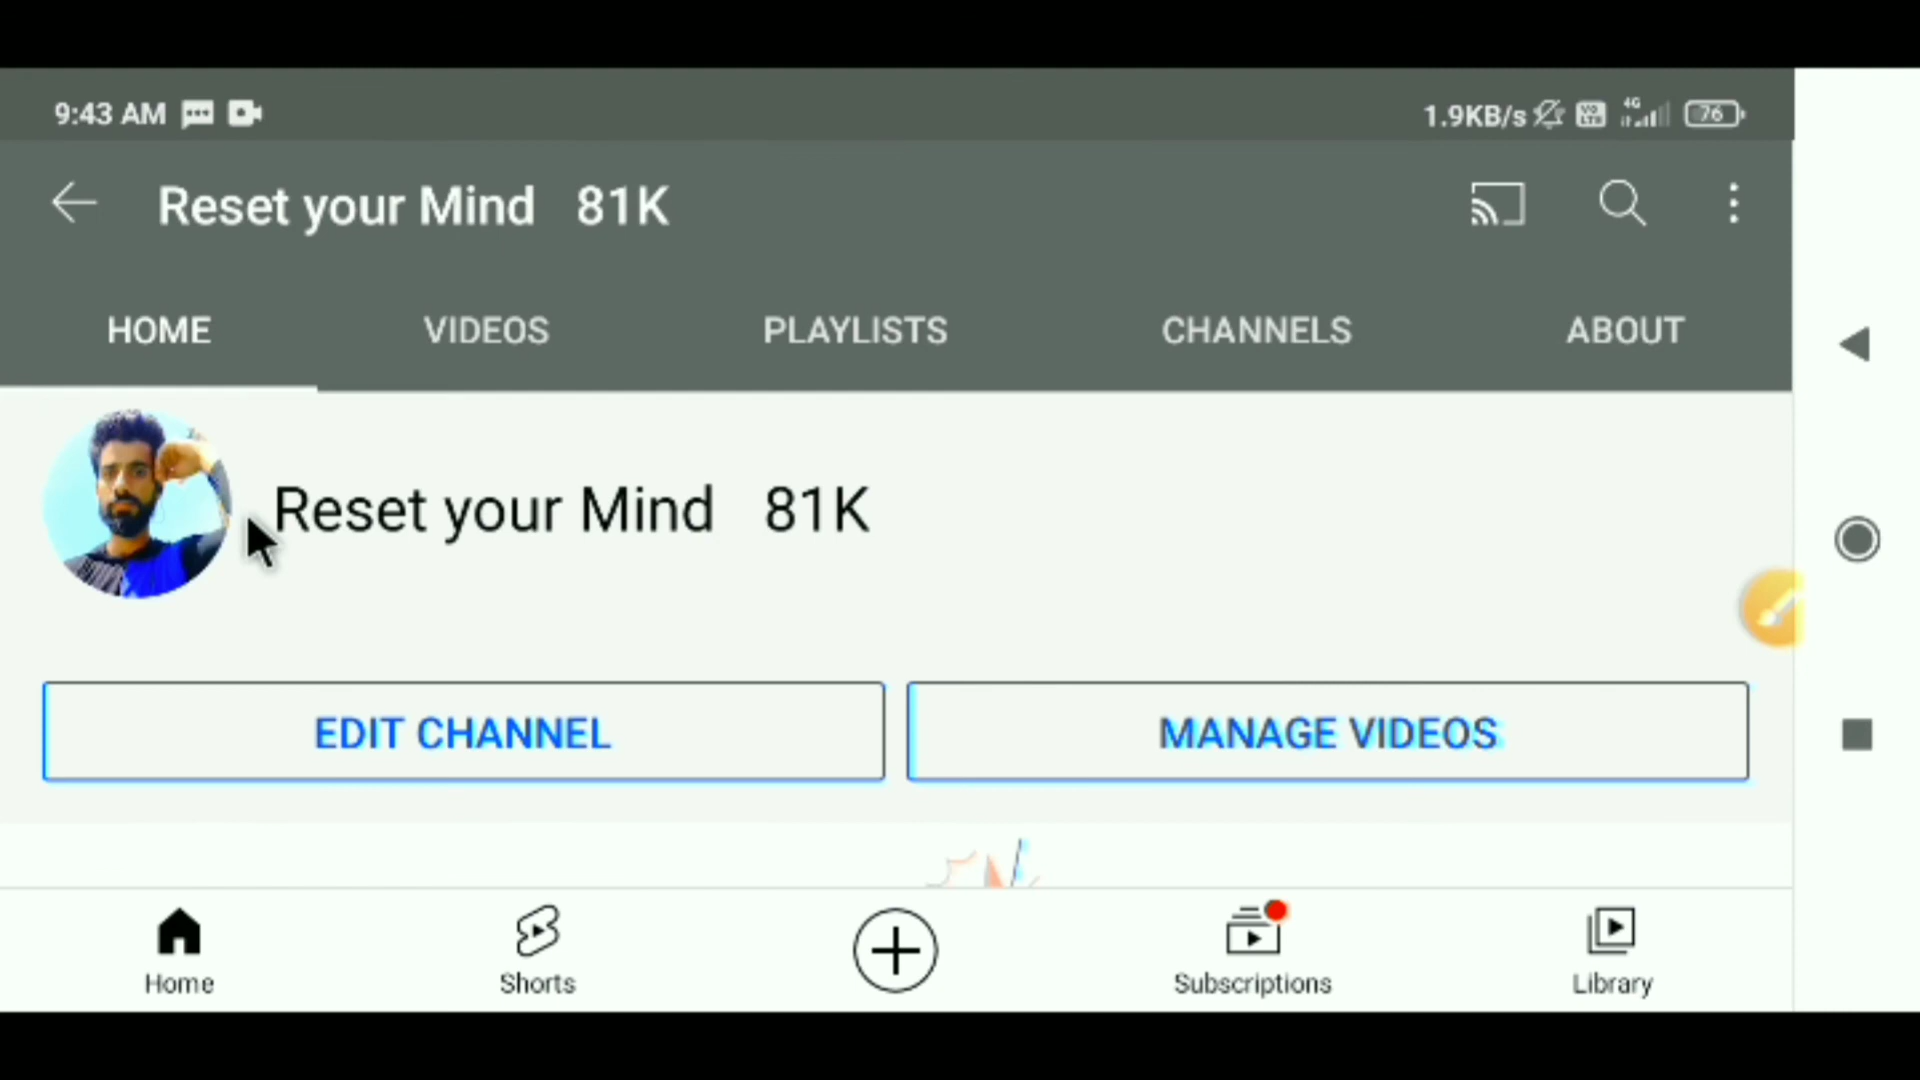 9:43 AM 1.9KB/s 4G 76
Reset your Mind 81K
HOME VIDEOS PLAYLISTS CHANNELS ABOUT
Reset your Mind 81K
EDIT CHANNEL MANAGE VIDEOS
Home Shorts Subscriptions Library